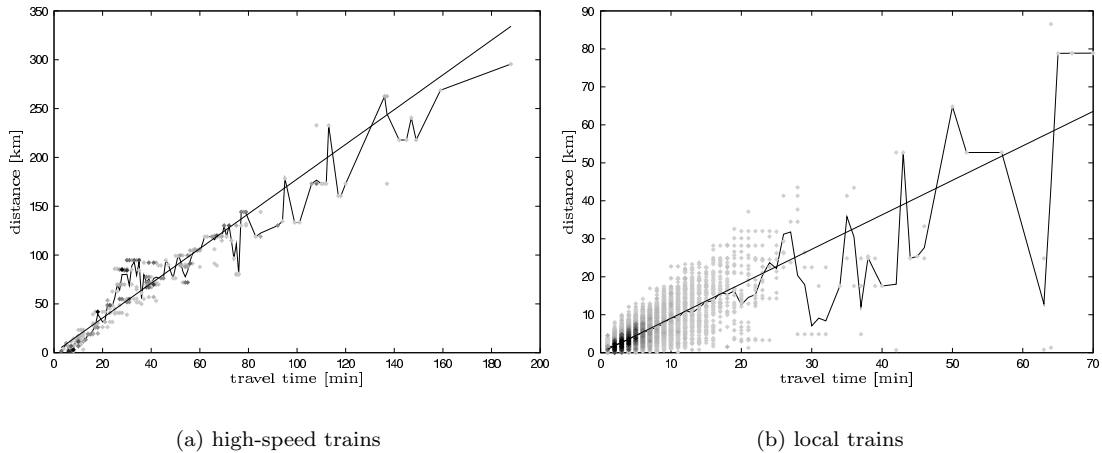 350
300
250
200
150
100
50
0
distance [km]
0 20 40 60 80 100 120 140 160 180 200
travel time [min]
(a) high-speed trains
90
80
70
60
50
40
30
20
10
0
distance [km]
0 10 20 30 40 50 60 70
travel time [min]
(b) local trains